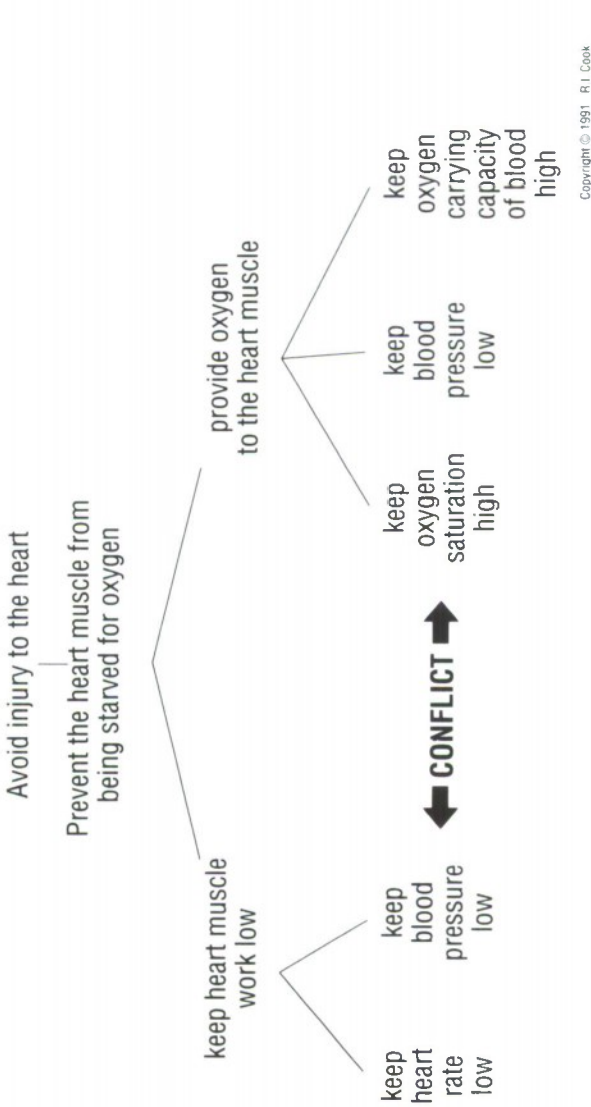 Avoid injury to the heart
Prevent the heart muscle from
being starved for oxygen
keep heart muscle
work low
provide oxygen
to the heart muscle
keep
heart
rate
low
keep
blood
pressure
low
CONFLICT
keep
oxygen
saturation
high
keep
blood
pressure
low
keep
oxygen
carrying
capacity
of blood
high
Copyright © 1991 R.I. Cook